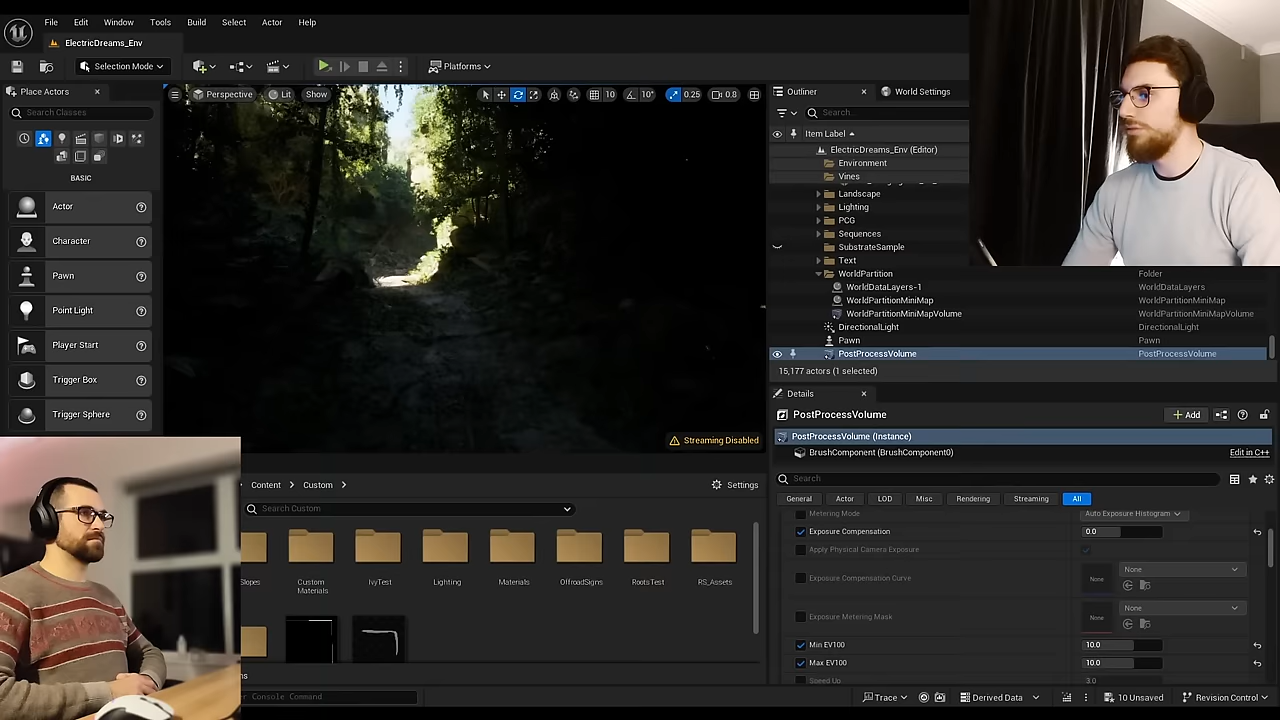 File Edit Window Tools Build Select Actor Help
ElectricDreams_Env
Selection Mode
Platforms
Place Actors
Search Classes
BASIC
Actor
Character
Pawn
Point Light
Player Start
Trigger Box
Trigger Sphere
Perspective Lit Show
10 10° 0.25 0.8
Streaming Disabled
Outliner World Settings
Search...
Item Label
ElectricDreams_Env (Editor)
Environment
Vines
Landscape
Lighting
PCG
Sequences
SubstrateSample
Text
WorldPartition Folder
WorldDataLayers-1 WorldDataLayers
WorldPartitionMiniMap WorldPartitionMiniMap
WorldPartitionMiniMapVolume WorldPartitionMiniMapVolume
DirectionalLight DirectionalLight
Pawn Pawn
PostProcessVolume PostProcessVolume
15,177 actors (1 selected)
Details
PostProcessVolume
Add
PostProcessVolume (Instance)
BrushComponent (BrushComponent0) Edit in C++
Search
General Actor LOD Misc Rendering Streaming All
Metering Mode Auto Exposure Histogram
Exposure Compensation 0.0
Apply Physical Camera Exposure
Exposure Compensation Curve None None
Exposure Metering Mask None None
Min EV100 10.0
Max EV100 10.0
Speed Up 3.0
Content Custom Settings
Search Custom
Custom Materials
IvyTest
Lighting
Materials
OffroadSigns
RootsTest
RS_Assets
Console Command
Trace Derived Data 10 Unsaved Revision Control